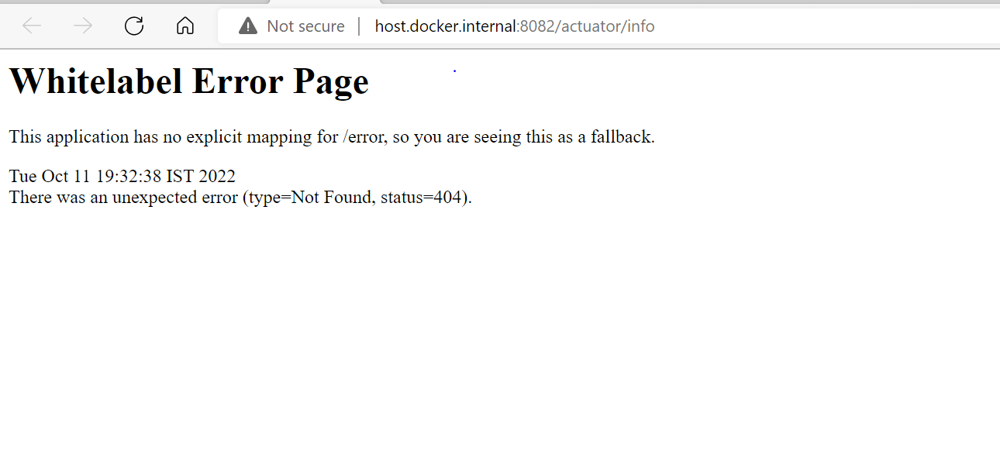 Not secure | host.docker.internal:8082/actuator/info
Whitelabel Error Page
This application has no explicit mapping for /error, so you are seeing this as a fallback.
Tue Oct 11 19:32:38 IST 2022
There was an unexpected error (type=Not Found, status=404).